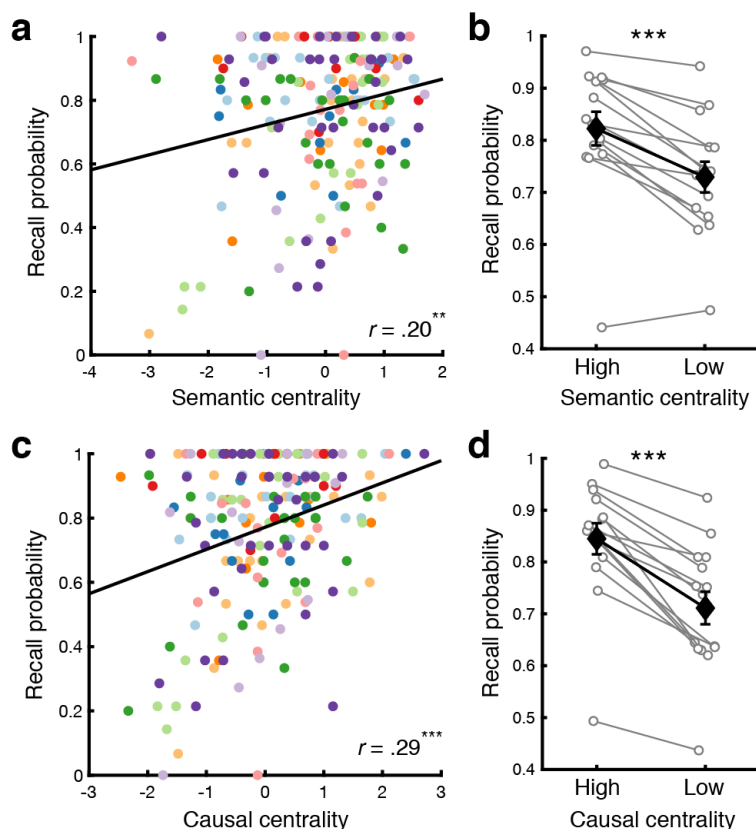 a
Recall probability
1
0.8
0.6
0.4
0.2
0
-4 -3 -2 -1 0 1 2
r = .20**
Semantic centrality
b
***
Recall probability
1
0.9
0.8
0.7
0.6
0.5
0.4
High Low
Semantic centrality
c
Recall probability
1
0.8
0.6
0.4
0.2
0
-3 -2 -1 0 1 2 3
r = .29***
Causal centrality
d
***
Recall probability
1
0.9
0.8
0.7
0.6
0.5
0.4
High Low
Causal centrality